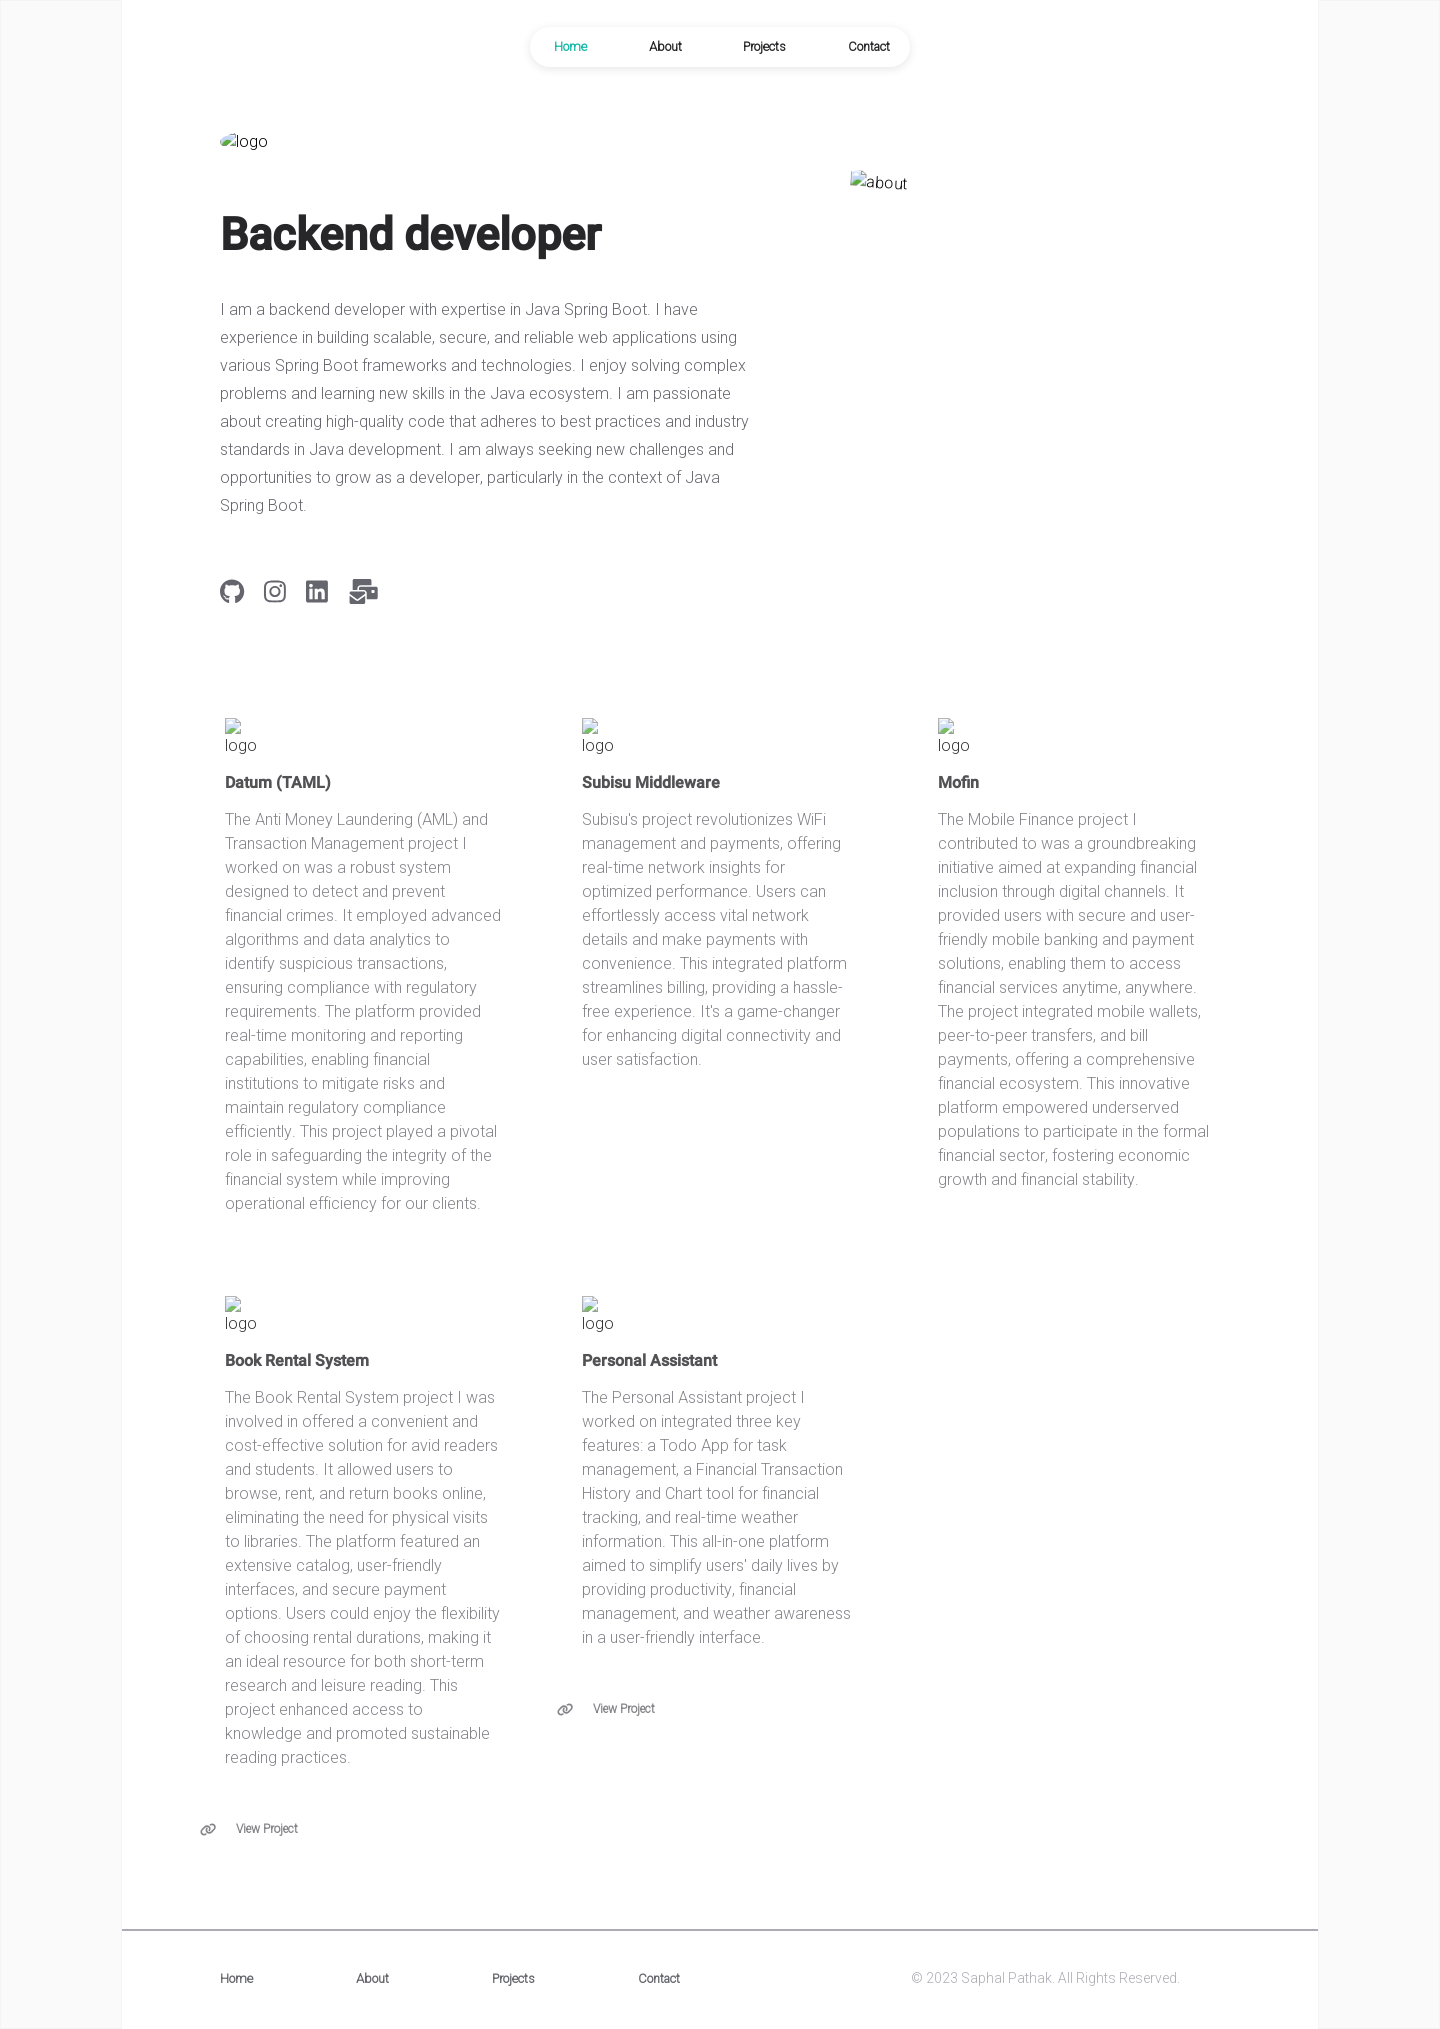 Home About Projects Contact
logo
about
Backend developer
I am a backend developer with expertise in Java Spring Boot. I have
experience in building scalable, secure, and reliable web applications using
various Spring Boot frameworks and technologies. I enjoy solving complex
problems and learning new skills in the Java ecosystem. I am passionate
about creating high-quality code that adheres to best practices and industry
standards in Java development. I am always seeking new challenges and
opportunities to grow as a developer, particularly in the context of Java
Spring Boot.
logo
Datum (TAML)
The Anti Money Laundering (AML) and
Transaction Management project I
worked on was a robust system
designed to detect and prevent
financial crimes. It employed advanced
algorithms and data analytics to
identify suspicious transactions,
ensuring compliance with regulatory
requirements. The platform provided
real-time monitoring and reporting
capabilities, enabling financial
institutions to mitigate risks and
maintain regulatory compliance
efficiently. This project played a pivotal
role in safeguarding the integrity of the
financial system while improving
operational efficiency for our clients.
logo
Subisu Middleware
Subisu's project revolutionizes WiFi
management and payments, offering
real-time network insights for
optimized performance. Users can
effortlessly access vital network
details and make payments with
convenience. This integrated platform
streamlines billing, providing a hassle-
free experience. It's a game-changer
for enhancing digital connectivity and
user satisfaction.
logo
Mofin
The Mobile Finance project I
contributed to was a groundbreaking
initiative aimed at expanding financial
inclusion through digital channels. It
provided users with secure and user-
friendly mobile banking and payment
solutions, enabling them to access
financial services anytime, anywhere.
The project integrated mobile wallets,
peer-to-peer transfers, and bill
payments, offering a comprehensive
financial ecosystem. This innovative
platform empowered underserved
populations to participate in the formal
financial sector, fostering economic
growth and financial stability.
logo
Book Rental System
The Book Rental System project I was
involved in offered a convenient and
cost-effective solution for avid readers
and students. It allowed users to
browse, rent, and return books online,
eliminating the need for physical visits
to libraries. The platform featured an
extensive catalog, user-friendly
interfaces, and secure payment
options. Users could enjoy the flexibility
of choosing rental durations, making it
an ideal resource for both short-term
research and leisure reading. This
project enhanced access to
knowledge and promoted sustainable
reading practices.
View Project
logo
Personal Assistant
The Personal Assistant project I
worked on integrated three key
features: a Todo App for task
management, a Financial Transaction
History and Chart tool for financial
tracking, and real-time weather
information. This all-in-one platform
aimed to simplify users' daily lives by
providing productivity, financial
management, and weather awareness
in a user-friendly interface.
View Project
Home About Projects Contact © 2023 Saphal Pathak. All Rights Reserved.